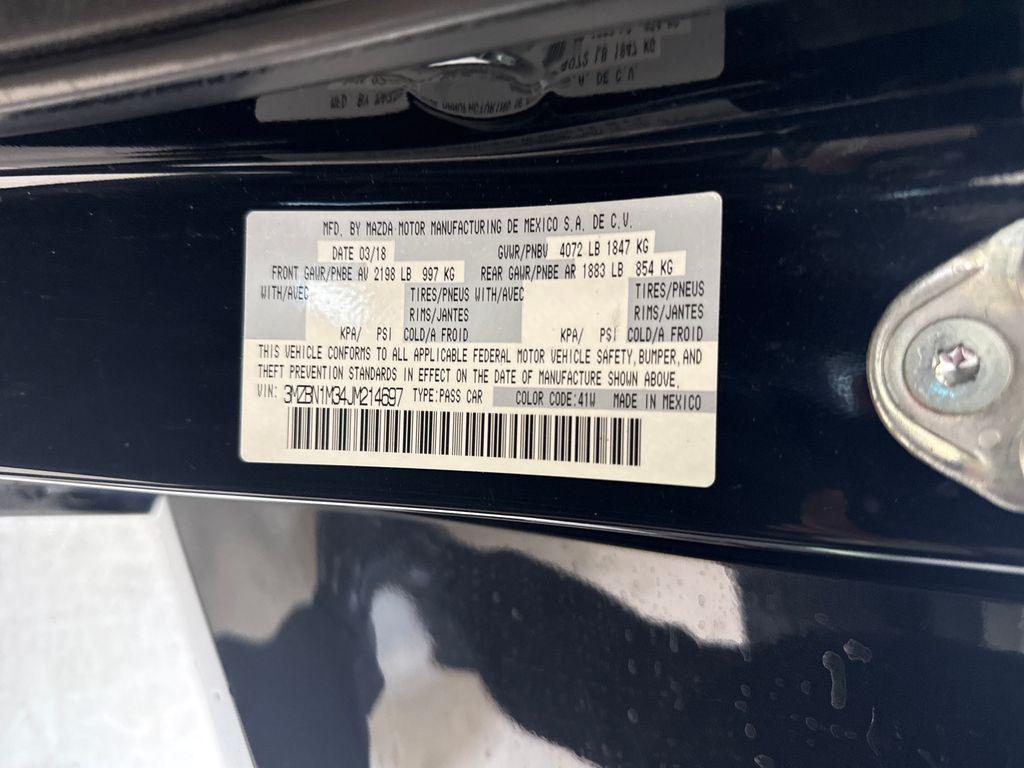 MFD. BY MAZDA MOTOR MANUFACTURING DE MEXICO S.A. DE C.V.
DATE 03/18 GVWR/PNBV 4072 LB 1847 KG
FRONT GAWR/PNBE AV 2198 LB 997 KG REAR GAWR/PNBE AR 1883 LB 854 KG
WITH/AVEC TIRES/PNEUS WITH/AVEC TIRES/PNEUS
RIMS/JANTES RIMS/JANTES
KPA/ PSI COLD/A FROID KPA/ PSI COLD/A FROID
THIS VEHICLE CONFORMS TO ALL APPLICABLE FEDERAL MOTOR VEHICLE SAFETY, BUMPER, AND
THEFT PREVENTION STANDARDS IN EFFECT ON THE DATE OF MANUFACTURE SHOWN ABOVE.
VIN: 3MZBN1M34JM214697 TYPE:PASS CAR COLOR CODE:41W MADE IN MEXICO